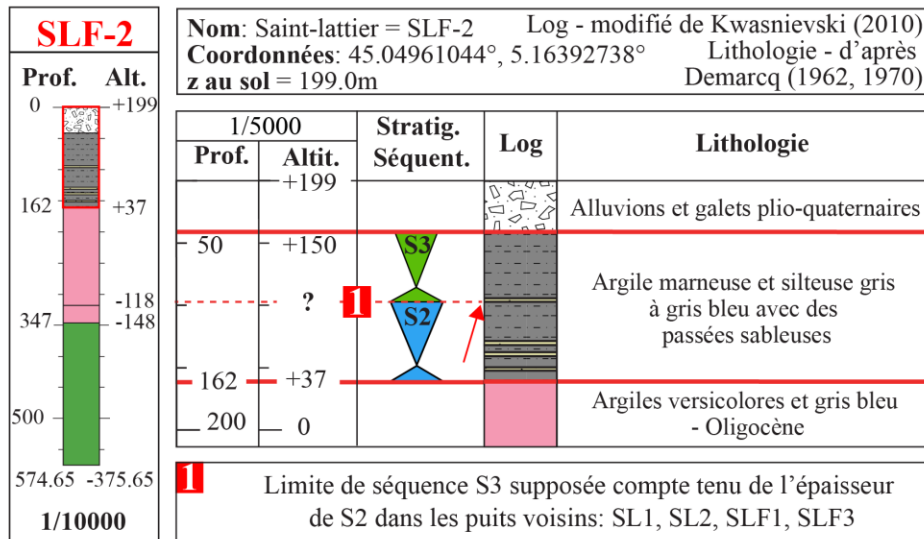 SLF-2
Prof. Alt.
0 +199
162 +37
-118
347 -148
500
574.65 -375.65
1/10000
Nom: Saint-lattier = SLF-2 Log - modifié de Kwasnievski (2010)
Coordonnées: 45.04961044°, 5.16392738° Lithologie - d'après
z au sol = 199.0m Demarcq (1962, 1970)
1/5000 Stratig. Log Lithologie
Prof. Altit. Séquent.
+199
Alluvions et galets plio-quaternaires
50 +150 S3
Argile marneuse et silteuse gris
? 1 S2 à gris bleu avec des
passées sableuses
162 +37
Argiles versicolores et gris bleu
200 0 - Oligocène
1 Limite de séquence S3 supposée compte tenu de l'épaisseur
de S2 dans les puits voisins: SL1, SL2, SLF1, SLF3